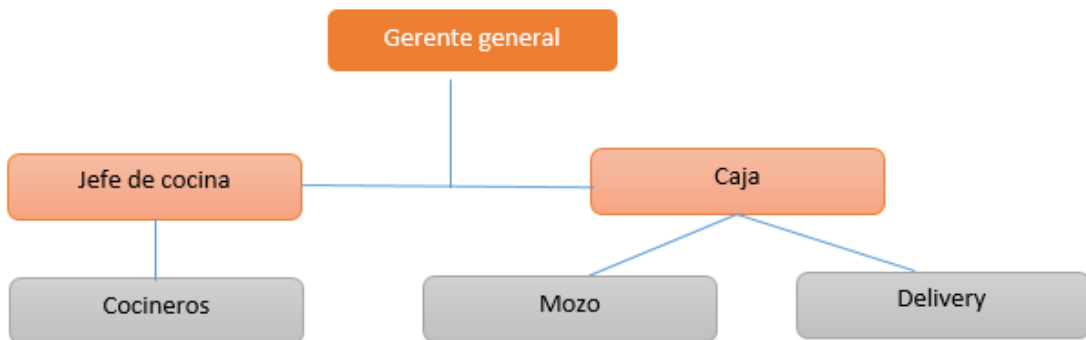 Gerente general
Jefe de cocina
Caja
Cocineros
Mozo
Delivery